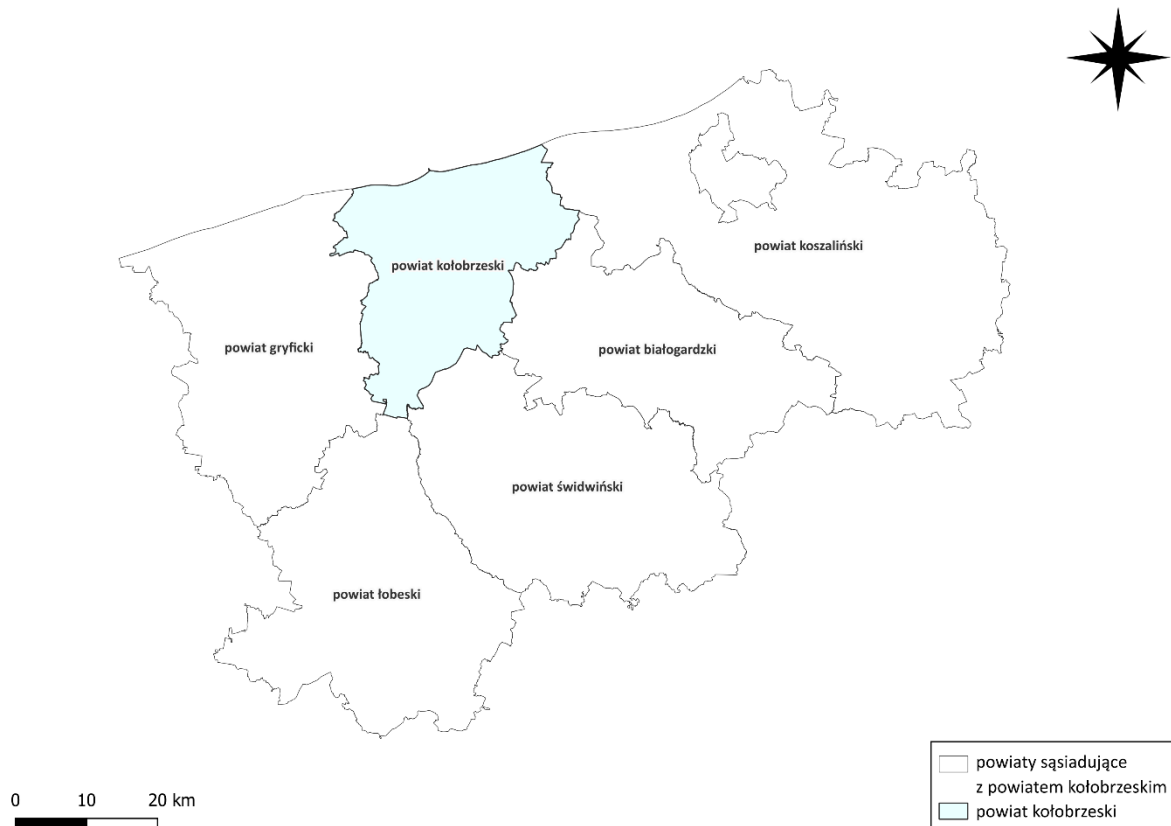 powiat koszaliński
powiat kołobrzeski
powiat gryficki
powiat białogardzki
powiat świdwiński
powiat łobeski
powiaty sąsiadujące
z powiatem kołobrzeskim
powiat kołobrzeski
0 10 20 km